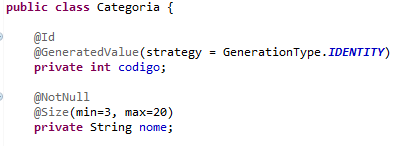 public class Categoria {
@Id
@GeneratedValue(strategy = GenerationType.IDENTITY)
private int codigo;
@NotNull
@Size(min=3, max=20)
private String nome;